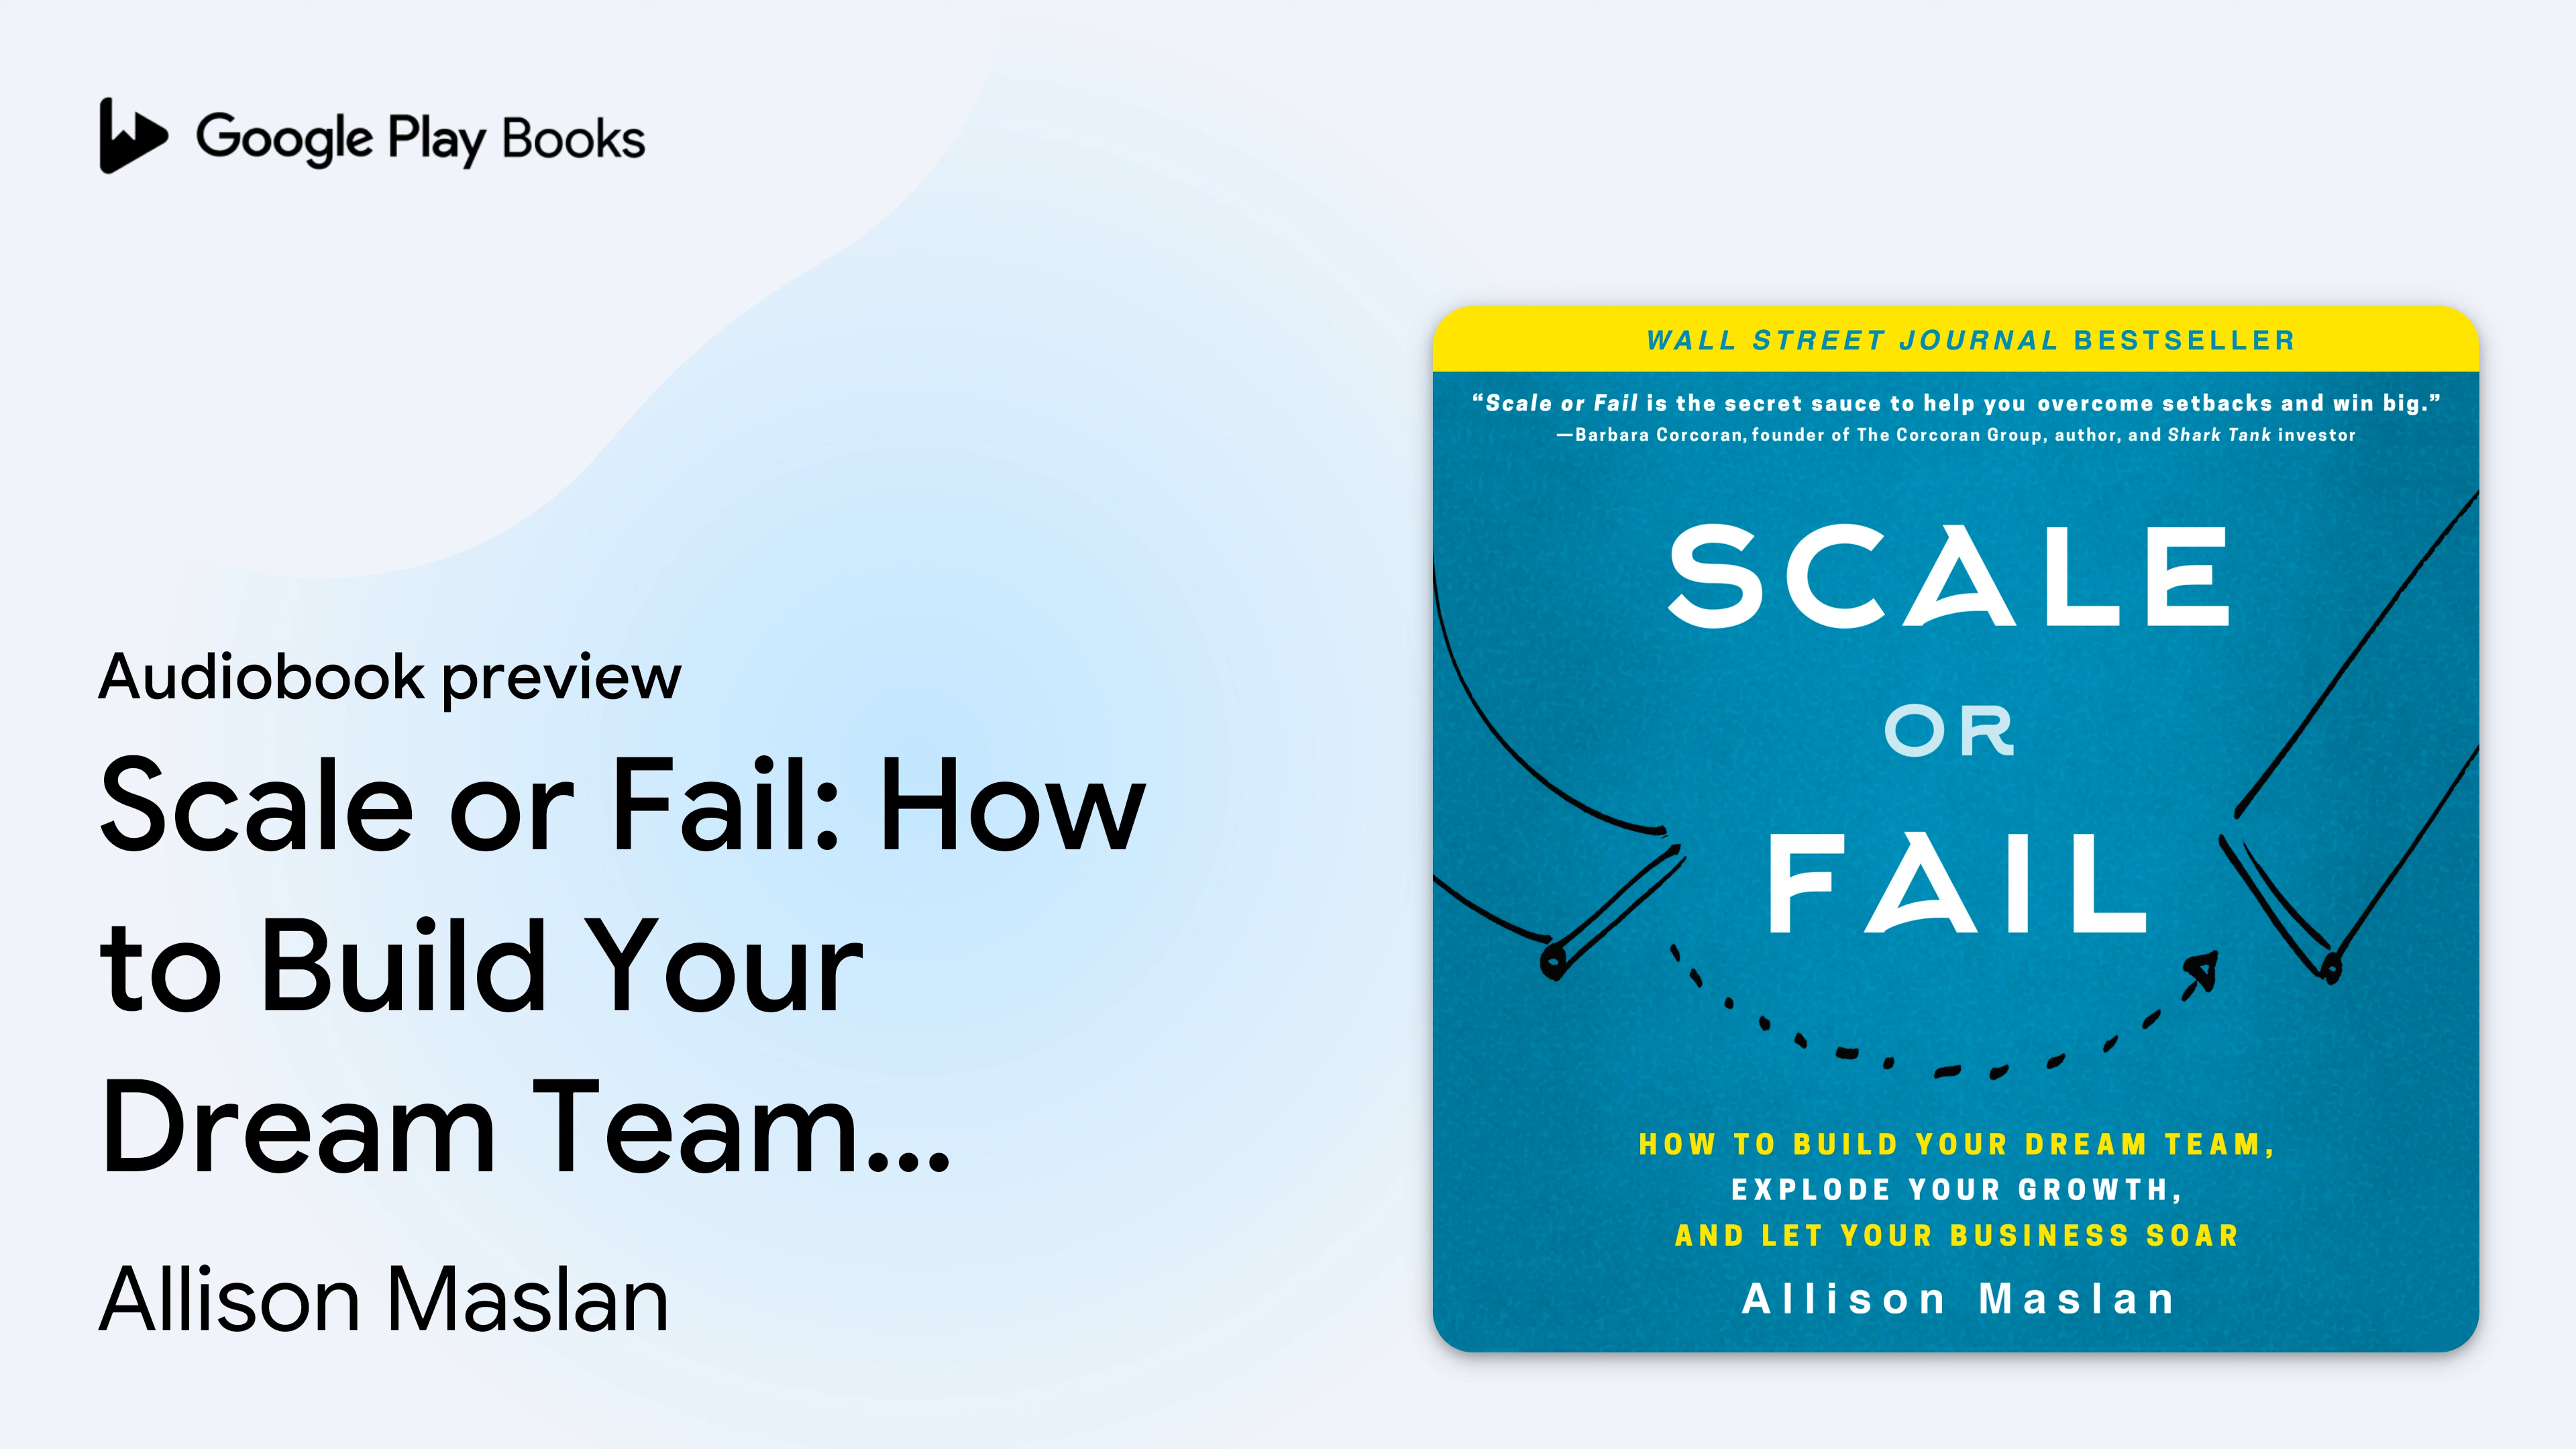 Google Play Books
Audiobook preview
Scale or Fail: How
to Build Your
Dream Team...
Allison Maslan
WALL STREET JOURNAL BESTSELLER
“Scale or Fail is the secret sauce to help you overcome setbacks and win big.”
—Barbara Corcoran, founder of The Corcoran Group, author, and Shark Tank investor
SCALE
OR
FAIL
HOW TO BUILD YOUR DREAM TEAM,
EXPLODE YOUR GROWTH,
AND LET YOUR BUSINESS SOAR
Allison Maslan